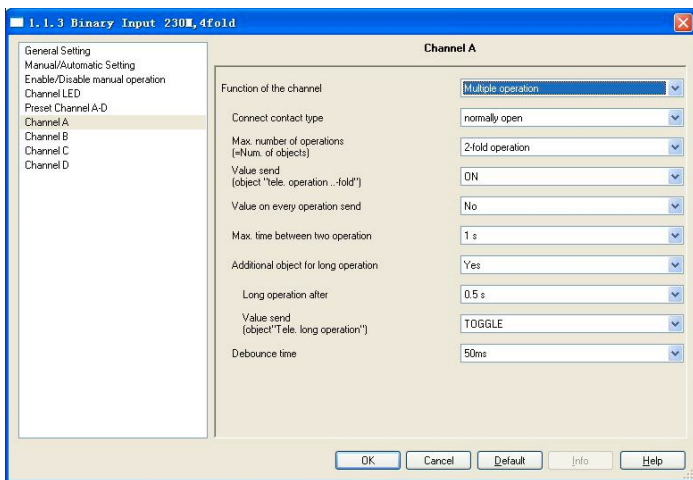 1.1.3 Binary Input 230M,4fold
General Setting
Manual/Automatic Setting
Enable/Disable manual operation
Channel LED
Preset Channel A-D
Channel A
Channel B
Channel C
Channel D
Channel A
Function of the channel Multiple operation
Connect contact type normally open
Max. number of operations
(=Num. of objects) 2-fold operation
Value send
(object "tele. operation ..-fold") ON
Value on every operation send No
Max. time between two operation 1 s
Additional object for long operation Yes
Long operation after 0.5 s
Value send
(object"Tele. long operation") TOGGLE
Debounce time 50ms
OK Cancel Default Info Help